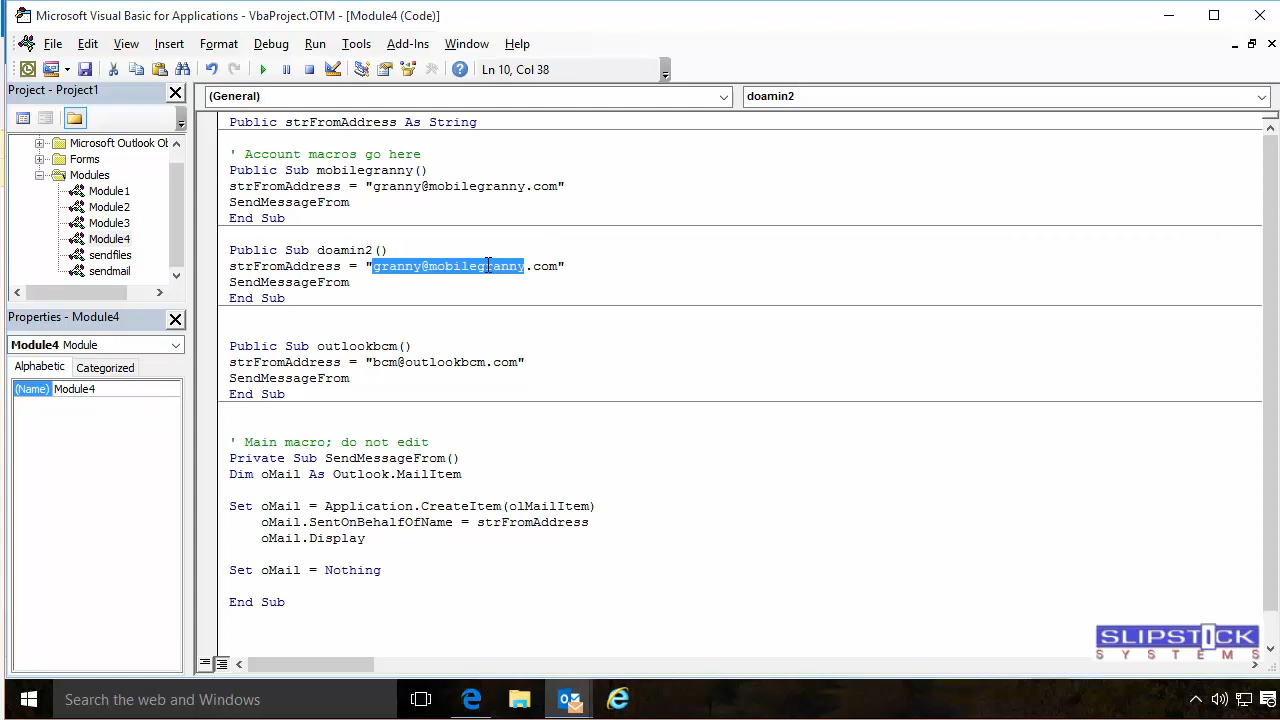 Microsoft Visual Basic for Applications - VbaProject.OTM - [Module4 (Code)]
File Edit View Insert Format Debug Run Tools Add-Ins Window Help
Ln 10, Col 38
Project - Project1
(General)
doamin2
Microsoft Outlook Ob
Forms
Modules
Module1
Module2
Module3
Module4
sendfiles
sendmail
Properties - Module4
Module4 Module
Alphabetic Categorized
(Name) Module4
Public strFromAddress As String
' Account macros go here
Public Sub mobilegranny()
strFromAddress = "granny@mobilegranny.com"
SendMessageFrom
End Sub
Public Sub doamin2()
strFromAddress = "granny@mobilegranny.com"
SendMessageFrom
End Sub
Public Sub outlookbcm()
strFromAddress = "bcm@outlookbcm.com"
SendMessageFrom
End Sub
' Main macro; do not edit
Private Sub SendMessageFrom()
Dim oMail As Outlook.MailItem
Set oMail = Application.CreateItem(olMailItem)
oMail.SentOnBehalfOfName = strFromAddress
oMail.Display
Set oMail = Nothing
End Sub
SLIPSTICK
SYSTEMS
Search the web and Windows